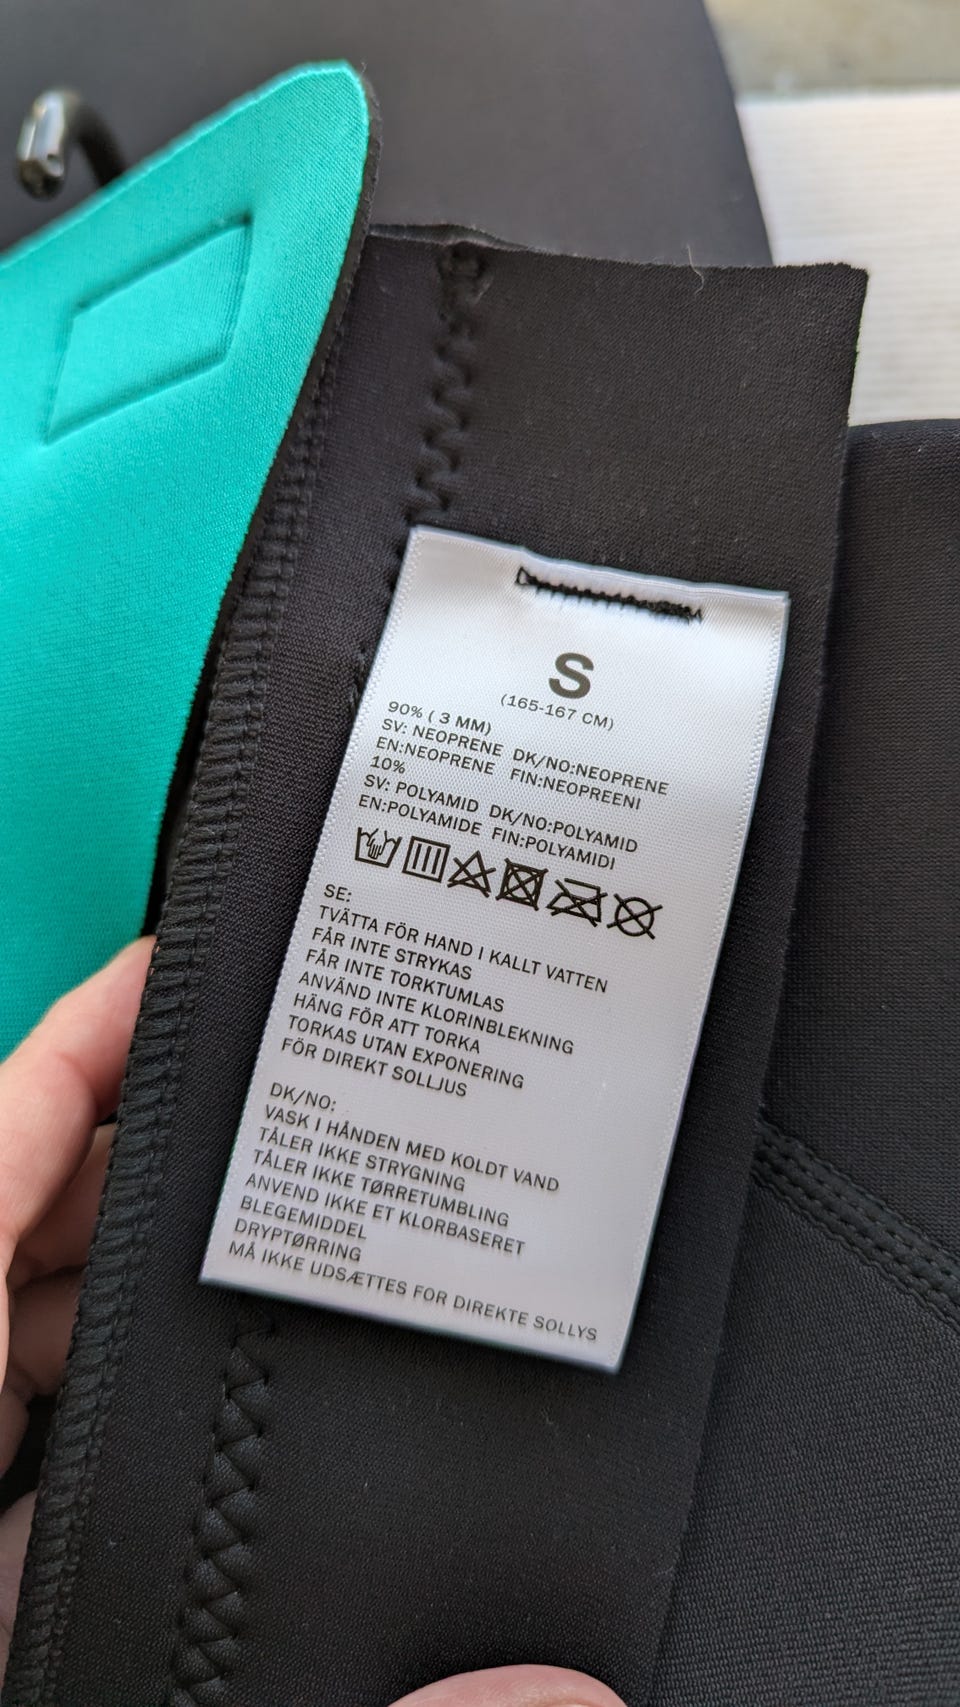 S
(165-167 CM)
90% ( 3 MM)
SV: NEOPRENE DK/NO:NEOPRENE
EN:NEOPRENE FIN:NEOPREENI
10%
SV: POLYAMID DK/NO:POLYAMID
EN:POLYAMIDE FIN:POLYAMIDI
SE:
TVÄTTA FÖR HAND I KALLT VATTEN
FÅR INTE STRYKAS
FÅR INTE TORKTUMLAS
ANVÄND INTE KLORINBLEKNING
HÄNG FÖR ATT TORKA
TORKAS UTAN EXPONERING
FÖR DIREKT SOLLJUS
DK/NO:
VASK I HÅNDEN MED KOLDT VAND
TÅLER IKKE STRYGNING
TÅLER IKKE TØRRETUMBLING
ANVEND IKKE ET KLORBASERET
BLEGEMIDDEL
DRYPTØRRING
MÅ IKKE UDSÆTTES FOR DIREKTE SOLLYS